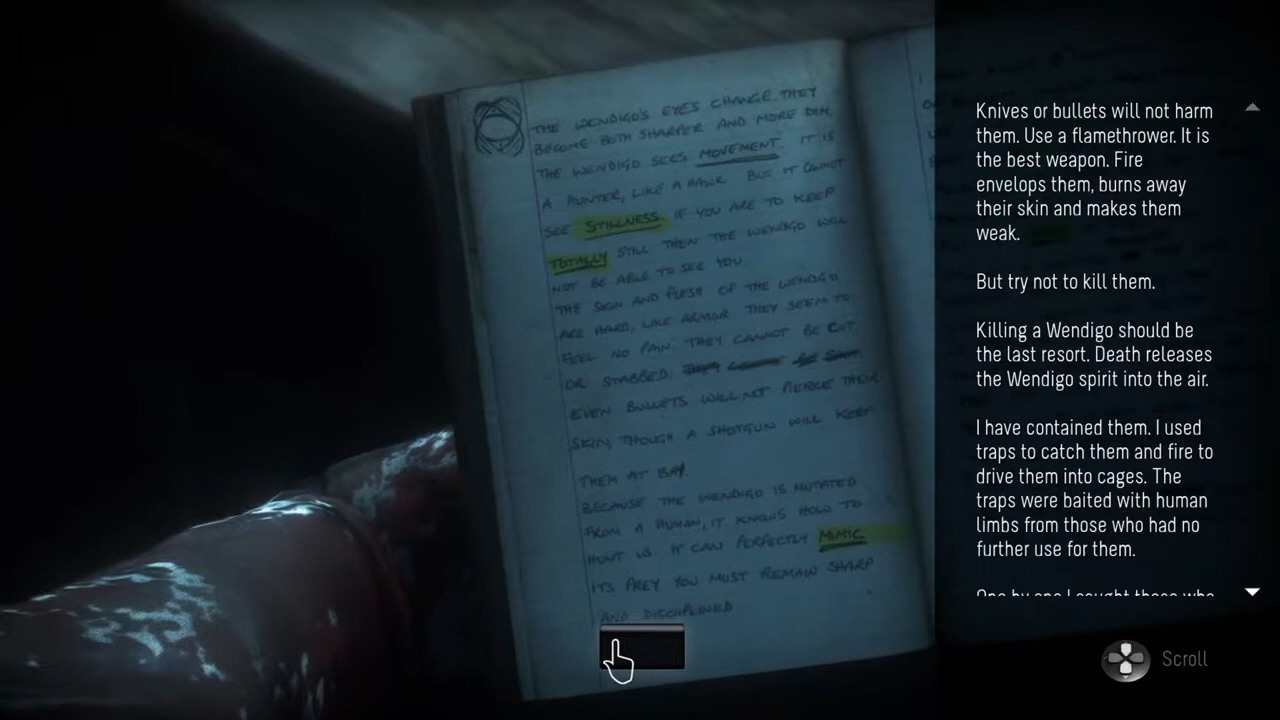 THE WENDIGO'S EYES CHANGE. THEY
BECOME BOTH SHARPER AND MORE DIM.
THE WENDIGO SEES MOVEMENT. IT IS
A HUNTER, LIKE A HAWK. BUT IT CANNOT
SEE STILLNESS. IF YOU ARE TO KEEP
TOTALLY STILL THEN THE WENDIGO WILL
NOT BE ABLE TO SEE YOU.
THE SKIN AND FLESH OF THE WENDIGO
ARE HARD, LIKE ARMOR. THEY SEEM TO
FEEL NO PAIN. THEY CANNOT BE CUT
OR STABBED.
EVEN BULLETS WILL NOT PIERCE THEIR
SKIN, THOUGH A SHOTGUN WILL KEEP
THEM AT BAY.
BECAUSE THE WENDIGO IS MUTATED
FROM A HUMAN, IT KNOWS HOW TO
HUNT US. IT CAN PERFECTLY MIMIC
ITS PREY YOU MUST REMAIN SHARP
AND DISCIPLINED
Knives or bullets will not harm
them. Use a flamethrower. It is
the best weapon. Fire
envelops them, burns away
their skin and makes them
weak.
But try not to kill them.
Killing a Wendigo should be
the last resort. Death releases
the Wendigo spirit into the air.
I have contained them. I used
traps to catch them and fire to
drive them into cages. The
traps were baited with human
limbs from those who had no
further use for them.
One by one I caught those who
Scroll